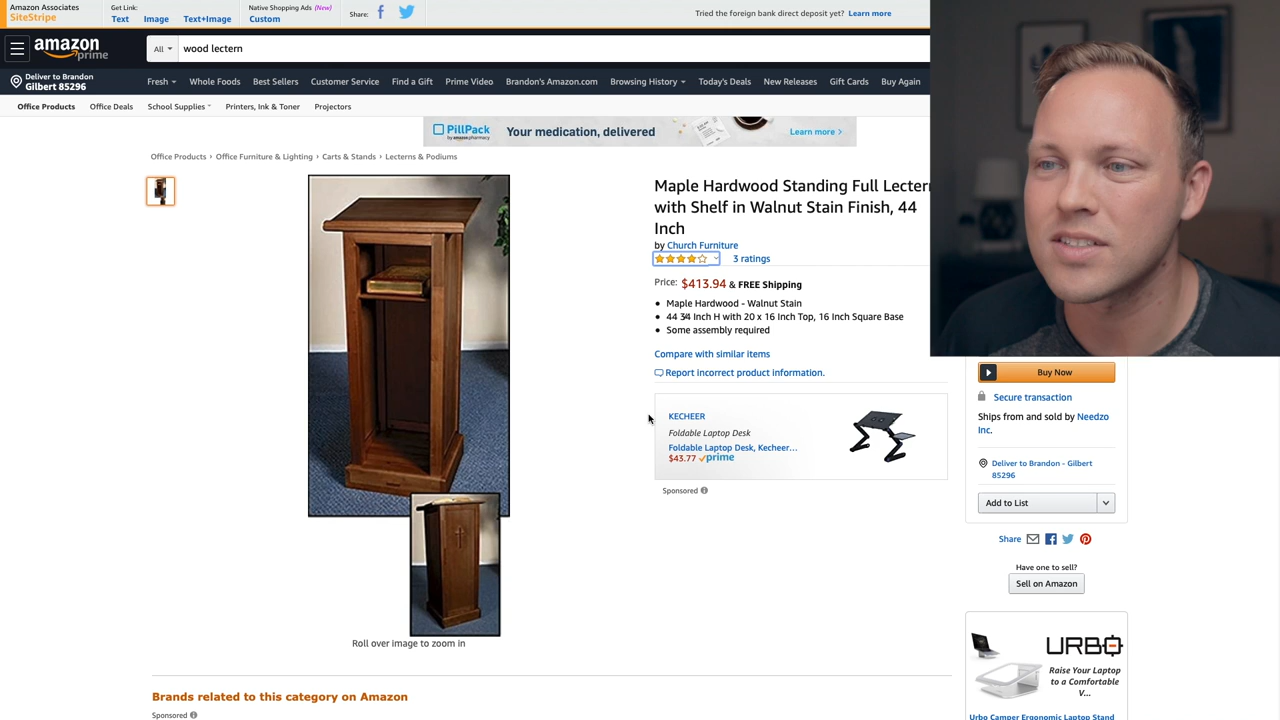 Amazon Associates
SiteStripe
Get Link:
Text Image Text+Image
Native Shopping Ads (New)
Custom
Share:
Tried the foreign bank direct deposit yet? Learn more
amazon
prime
All
wood lectern
Deliver to Brandon
Gilbert 85296
Fresh Whole Foods Best Sellers Customer Service Find a Gift Prime Video Brandon's Amazon.com Browsing History Today's Deals New Releases Gift Cards Buy Again
Office Products Office Deals School Supplies Printers, Ink & Toner Projectors
PillPack
by amazon pharmacy
Your medication, delivered
Learn more ›
Office Products › Office Furniture & Lighting › Carts & Stands › Lecterns & Podiums
Maple Hardwood Standing Full Lectern
with Shelf in Walnut Stain Finish, 44
Inch
by Church Furniture
3 ratings
Price: $413.94 & FREE Shipping
• Maple Hardwood - Walnut Stain
• 44 3⁄4 Inch H with 20 x 16 Inch Top, 16 Inch Square Base
• Some assembly required
Compare with similar items
Report incorrect product information.
KECHEER
Foldable Laptop Desk
Foldable Laptop Desk, Kecheer...
$43.77 prime
Sponsored
Buy Now
Secure transaction
Ships from and sold by Needzo
Inc.
Deliver to Brandon - Gilbert
85296
Add to List
Share
Have one to sell?
Sell on Amazon
URBO
Raise Your Laptop
to a Comfortable
V...
Urbo Camper Ergonomic Laptop Stand
Roll over image to zoom in
Brands related to this category on Amazon
Sponsored